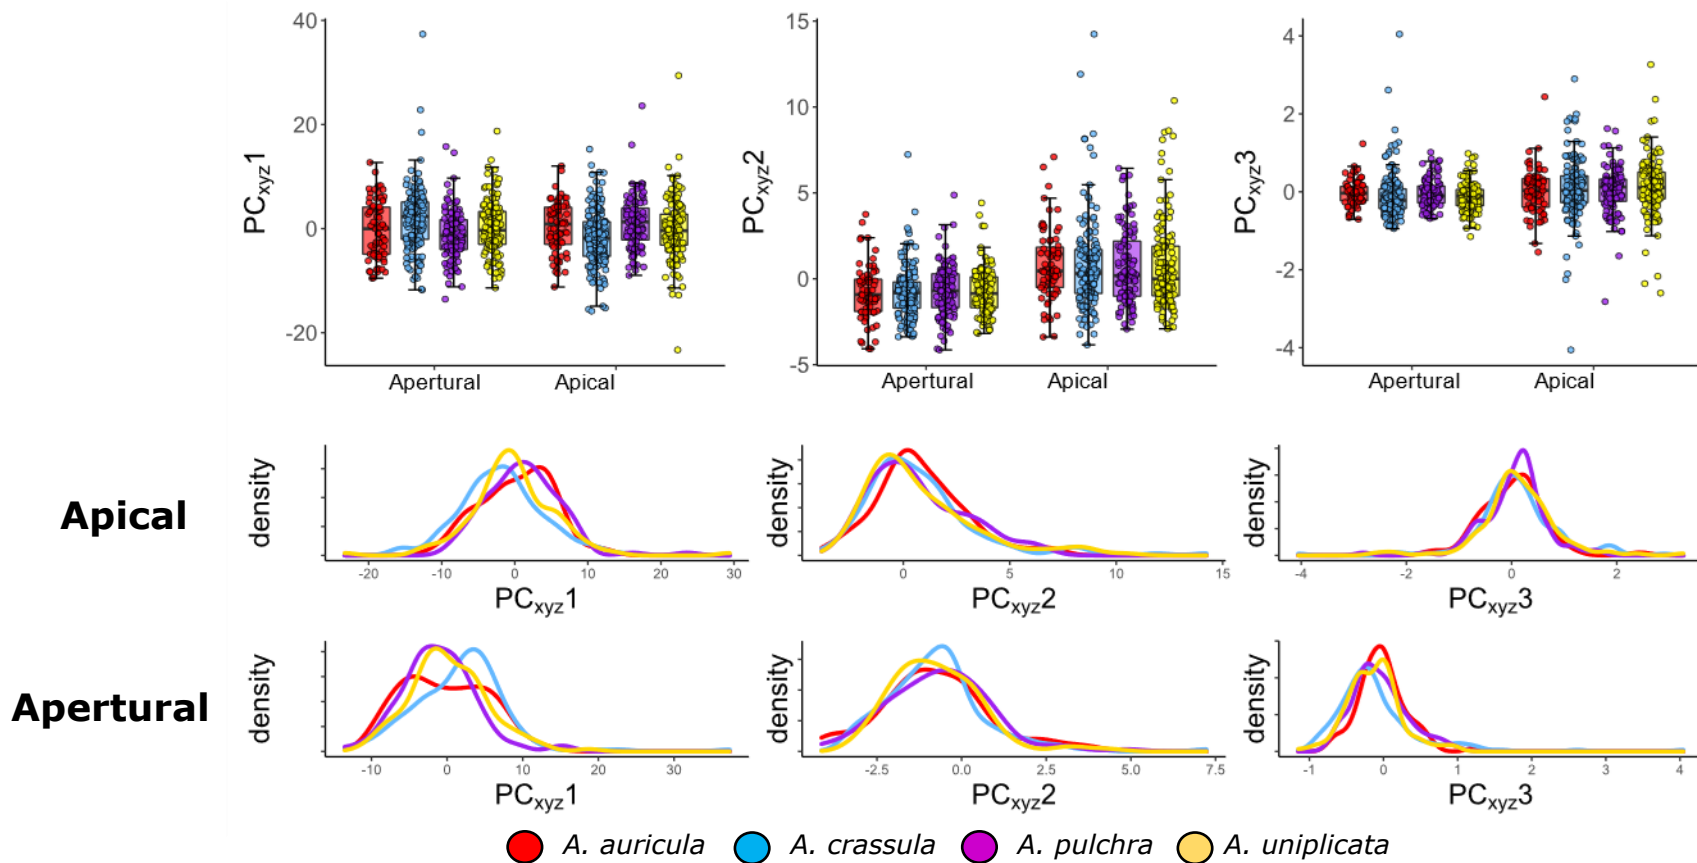 40
20
0
-20
PCxyz1
Apertural Apical
15
10
5
0
-5
PCxyz2
Apertural Apical
4
2
0
-2
-4
PCxyz3
Apertural Apical
Apical
density
-20 -10 0 10 20 30
PCxyz1
density
0 5 10 15
PCxyz2
density
-4 -2 0 2
PCxyz3
Apertural
density
-10 0 10 20 30
PCxyz1
density
-2.5 0.0 2.5 5.0 7.5
PCxyz2
density
-1 0 1 2 3 4
PCxyz3
A. auricula A. crassula A. pulchra A. uniplicata